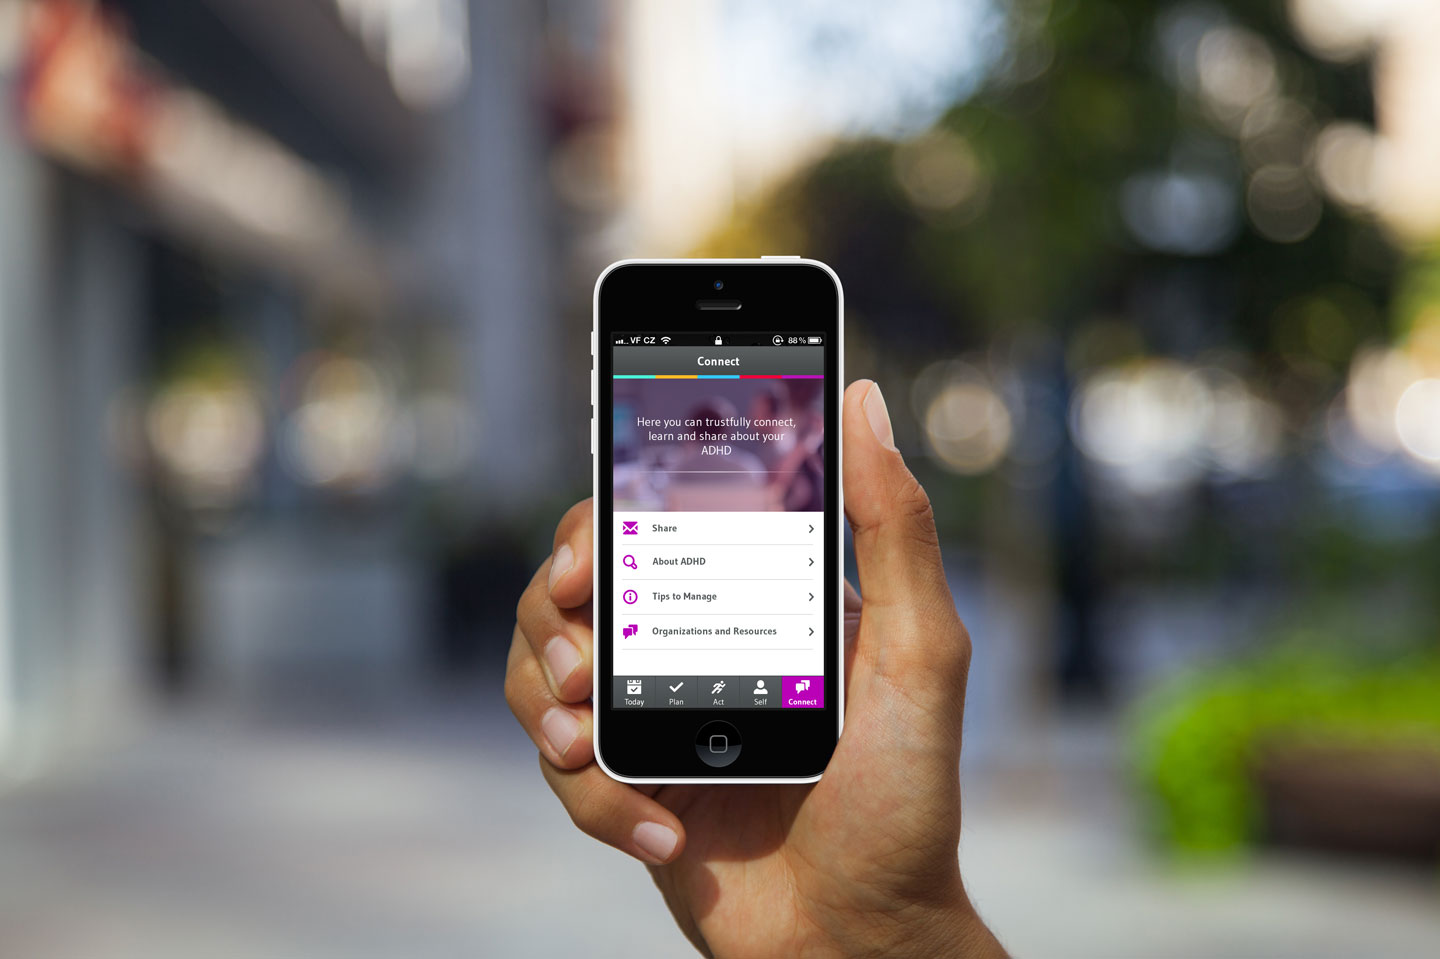 VF CZ
88 %
Connect
Here you can trustfully connect,
learn and share about your
ADHD
Share
About ADHD
Tips to Manage
Organizations and Resources
Today
Plan
Act
Self
Connect